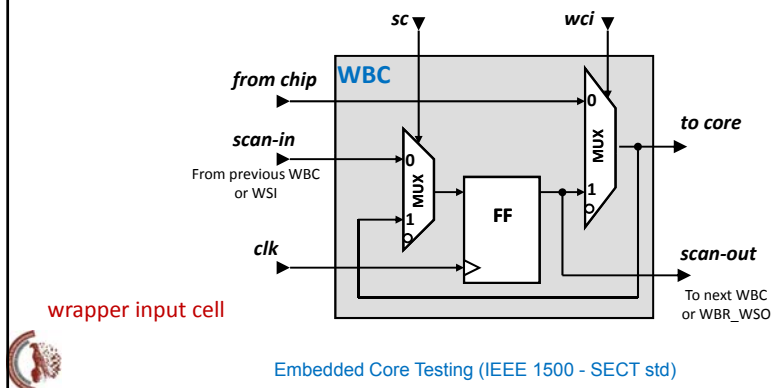 sc
wci
WBC
from chip
0
to core
scan-in
0
MUX
From previous WBC
or WSI
MUX
1
FF
1
clk
scan-out
To next WBC
or WBR_WSO
wrapper input cell
Embedded Core Testing (IEEE 1500 - SECT std)